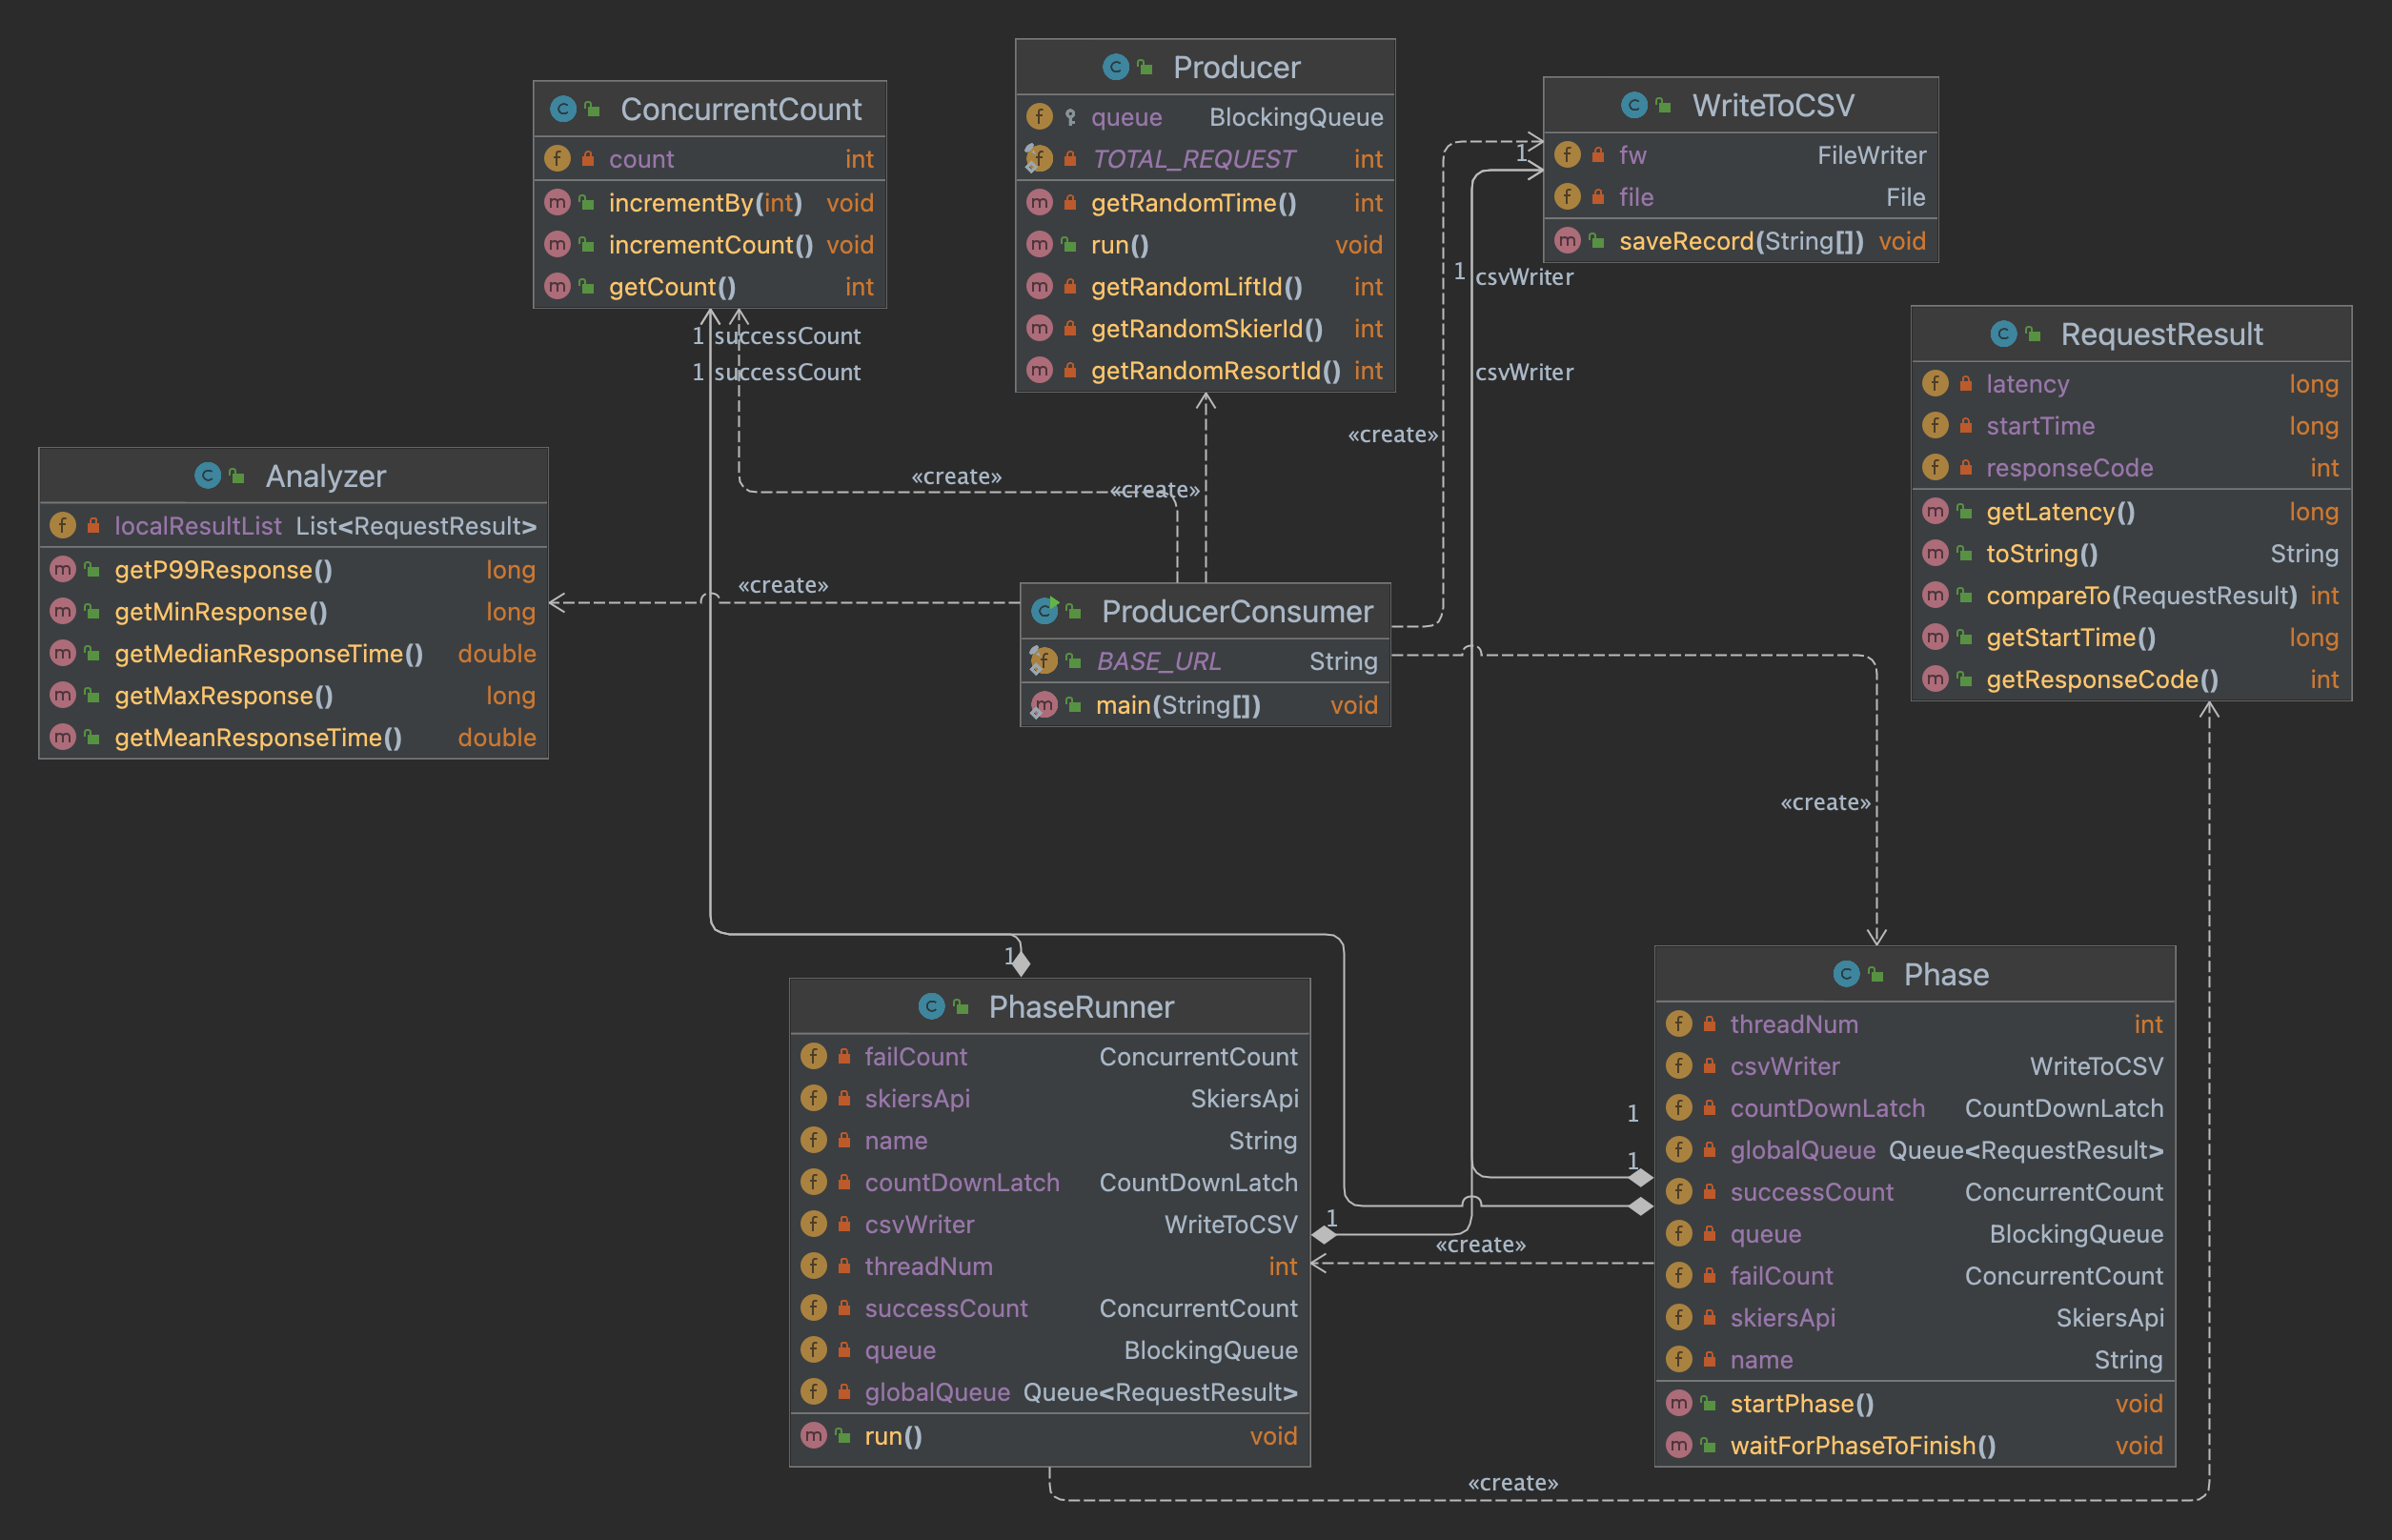 ConcurrentCount
count int
incrementBy(int) void
incrementCount() void
getCount() int
Producer
queue BlockingQueue
TOTAL_REQUEST int
getRandomTime() int
run() void
getRandomLiftId() int
getRandomSkierId() int
getRandomResortId() int
WriteToCSV
fw FileWriter
file File
saveRecord(String[]) void
RequestResult
latency long
startTime long
responseCode int
getLatency() long
toString() String
compareTo(RequestResult) int
getStartTime() long
getResponseCode() int
1
1 csvWriter
csvWriter
1 successCount
1 successCount
«create»
«create»
«create»
«create»
Analyzer
localResultList List<RequestResult>
getP99Response() long
getMinResponse() long
getMedianResponseTime() double
getMaxResponse() long
getMeanResponseTime() double
ProducerConsumer
BASE_URL String
main(String[]) void
«create»
1
PhaseRunner
failCount ConcurrentCount
skiersApi SkiersApi
name String
countDownLatch CountDownLatch
csvWriter WriteToCSV
threadNum int
successCount ConcurrentCount
queue BlockingQueue
globalQueue Queue<RequestResult>
run() void
1
1
1
«create»
Phase
threadNum int
csvWriter WriteToCSV
countDownLatch CountDownLatch
globalQueue Queue<RequestResult>
successCount ConcurrentCount
queue BlockingQueue
failCount ConcurrentCount
skiersApi SkiersApi
name String
startPhase() void
waitForPhaseToFinish() void
«create»